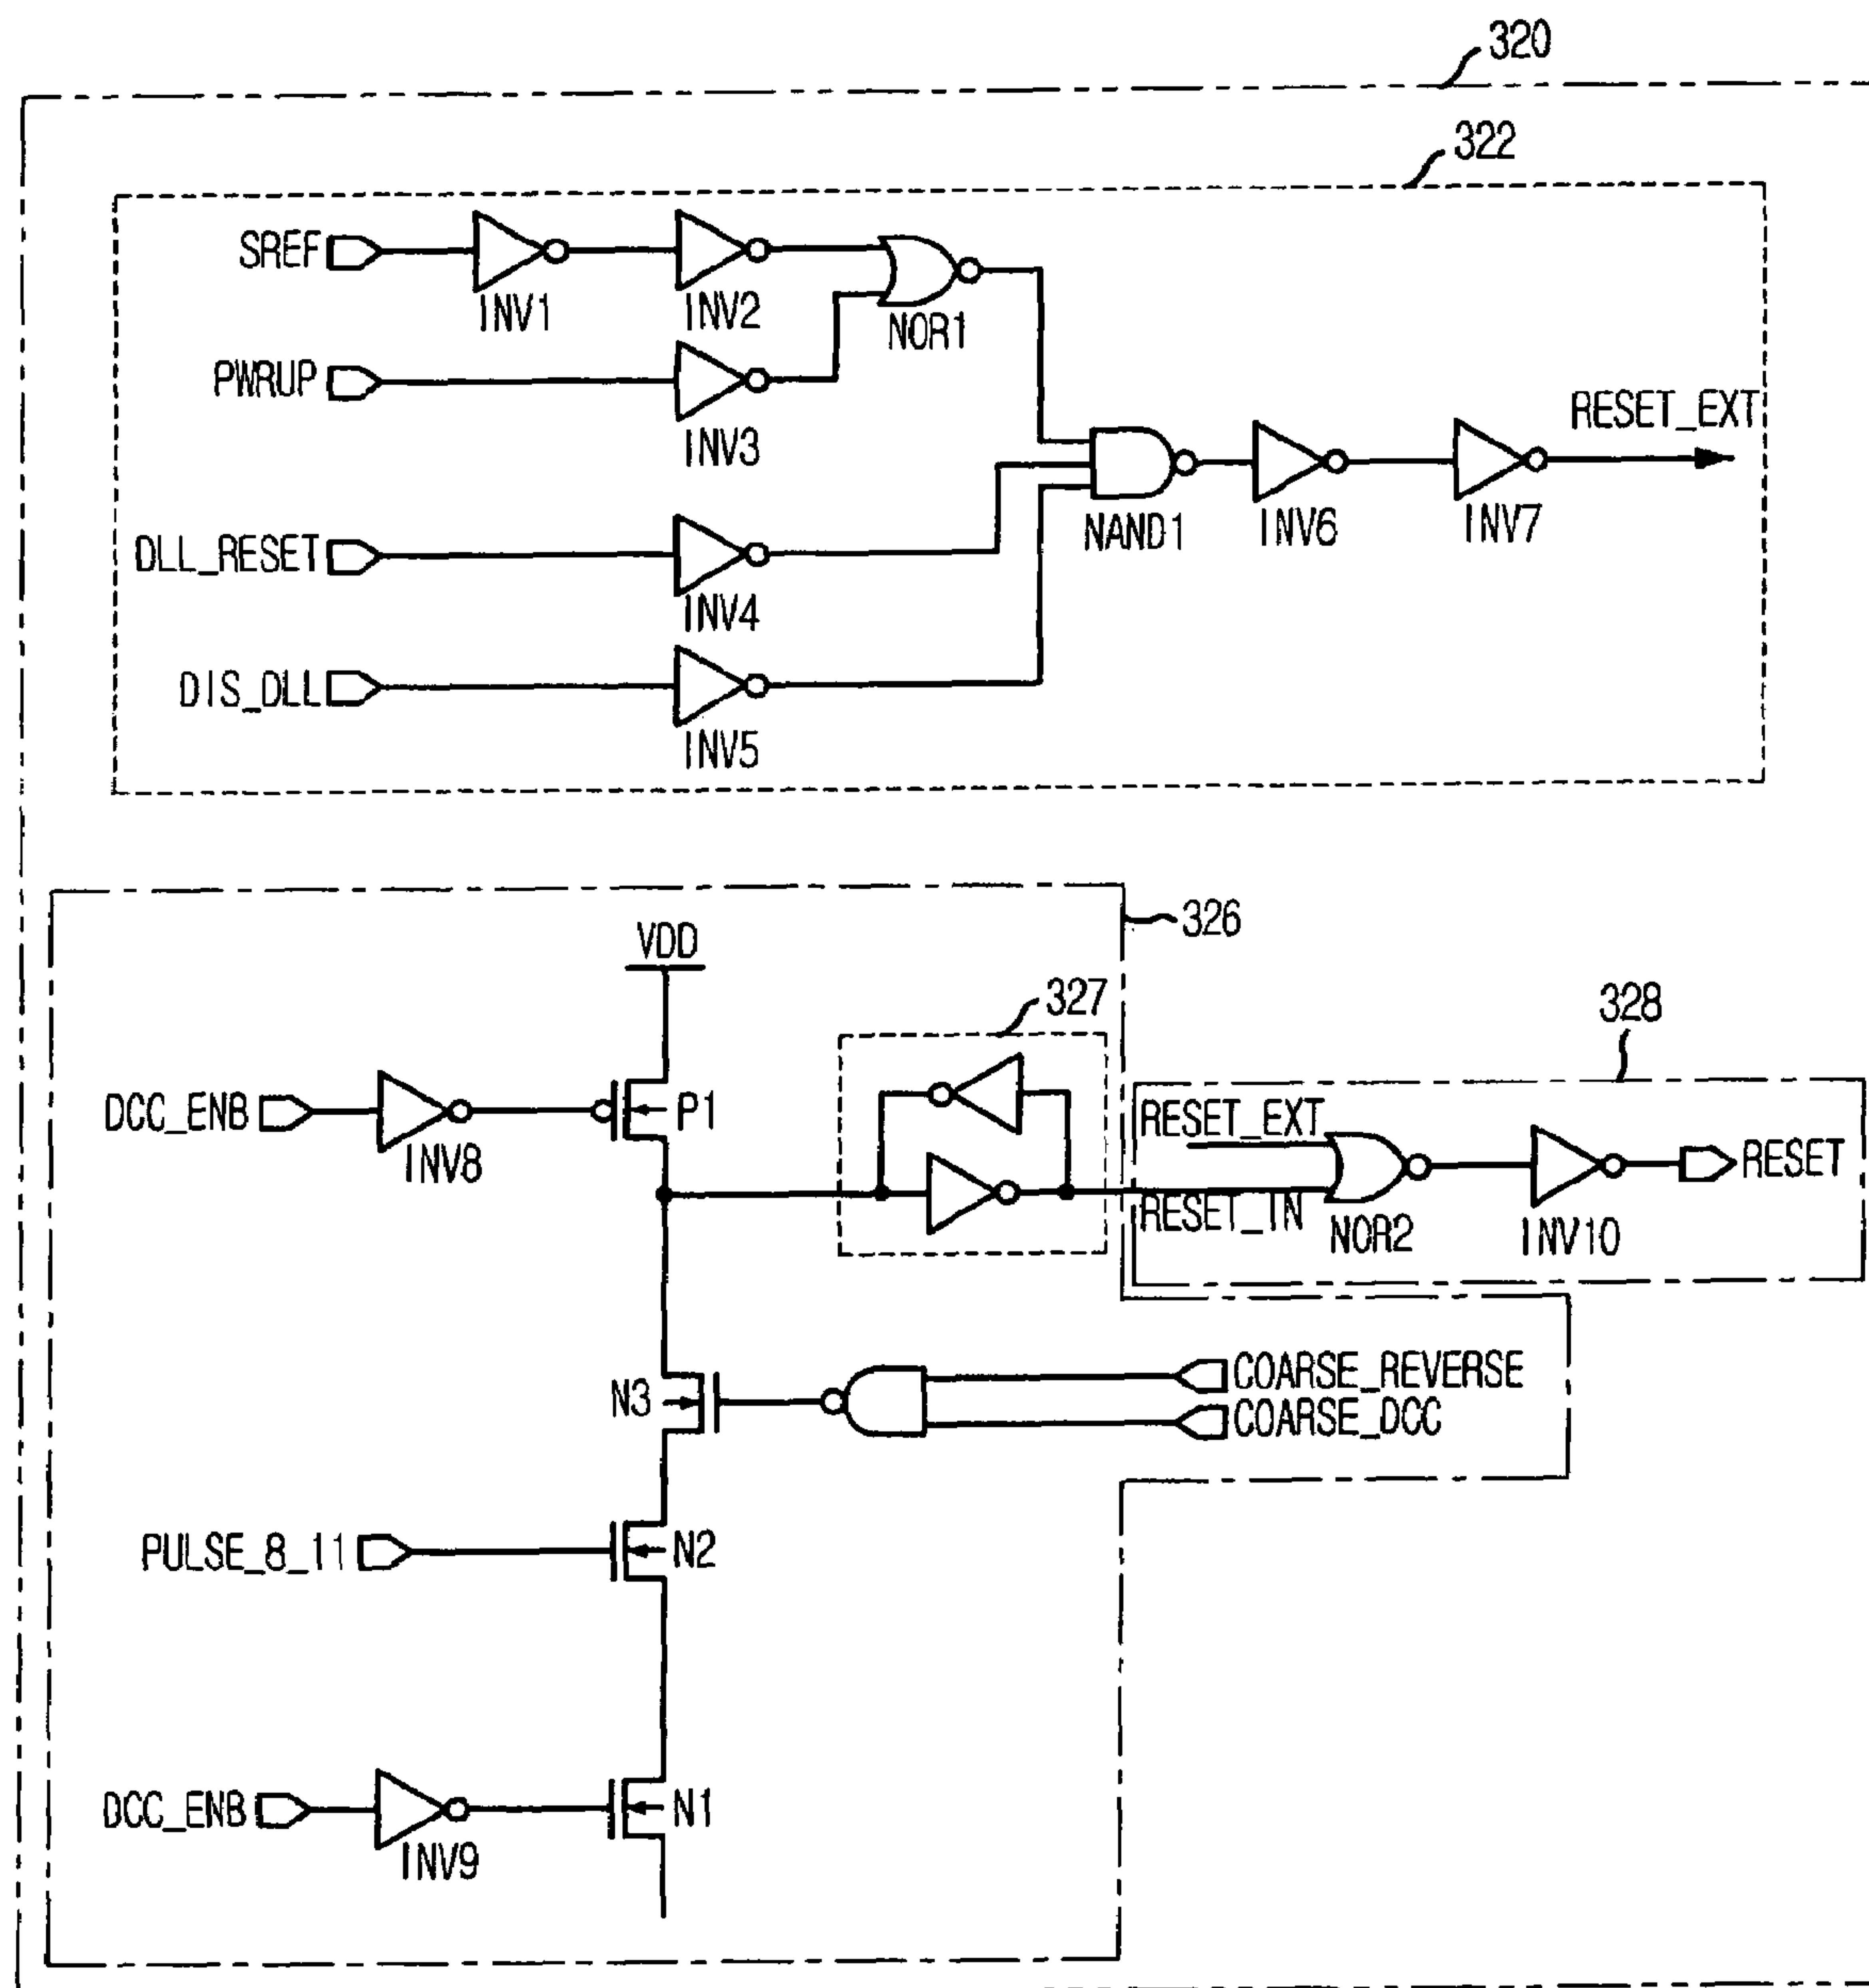 320
322
SREF
INV1
INV2
NOR1
PWRUP
INV3
RESET_EXT
NAND1
INV6
INV7
DLL_RESET
INV4
DIS_DLL
INV5
326
VDD
327
328
DCC_ENB
INV8
P1
RESET_EXT
RESET_IN
NOR2
INV10
RESET
N3
COARSE_REVERSE
COARSE_DCC
PULSE_8_11
N2
DCC_ENB
INV9
N1